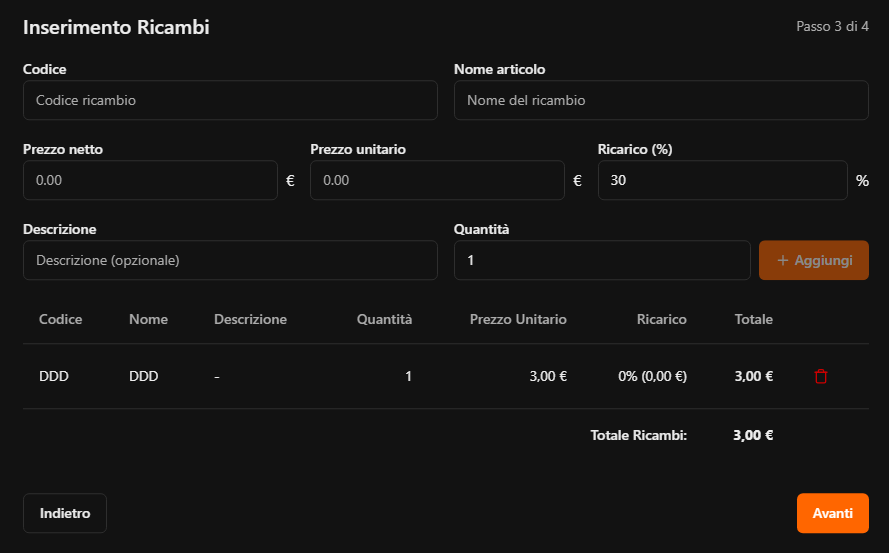 Inserimento Ricambi Passo 3 di 4
Codice Nome articolo
Codice ricambio Nome del ricambio
Prezzo netto Prezzo unitario Ricarico (%)
0.00 € 0.00 € 30 %
Descrizione Quantità
Descrizione (opzionale) 1 + Aggiungi
Codice Nome Descrizione Quantità Prezzo Unitario Ricarico Totale
DDD DDD - 1 3,00 € 0% (0,00 €) 3,00 €
Totale Ricambi: 3,00 €
Indietro Avanti